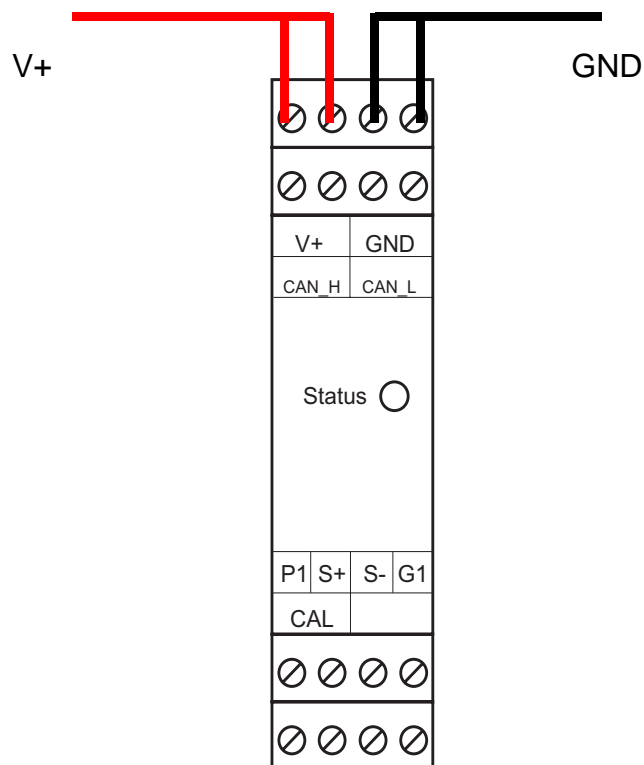 V+ GND
V+ GND
CAN_H CAN_L
Status
P1 S+ S- G1
CAL